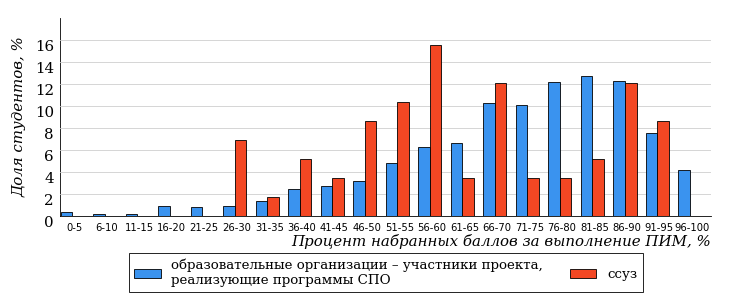 Доля студентов, %
16
14
12
10
8
6
4
2
0
0-5 6-10 11-15 16-20 21-25 26-30 31-35 36-40 41-45 46-50 51-55 56-60 61-65 66-70 71-75 76-80 81-85 86-90 91-95 96-100
Процент набранных баллов за выполнение ПИМ, %
образовательные организации – участники проекта,
реализующие программы СПО
ссуз